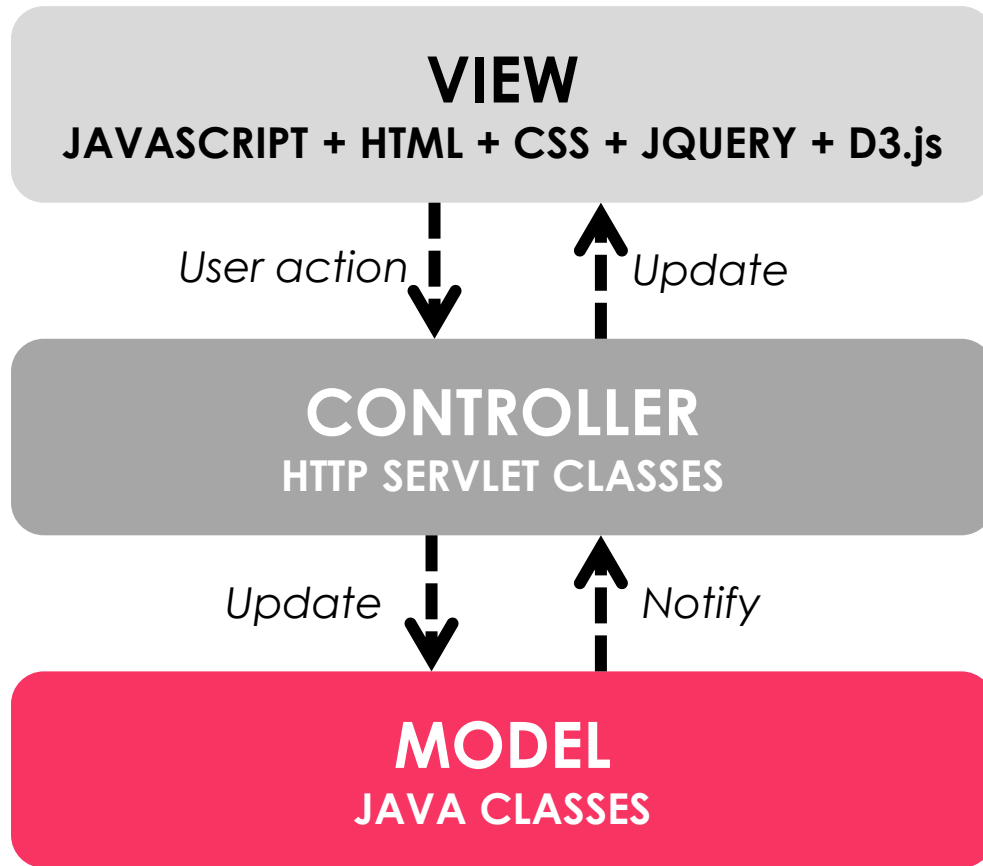 VIEW
JAVASCRIPT + HTML + CSS + JQUERY + D3.js
User action
Update
CONTROLLER
HTTP SERVLET CLASSES
Update
Notify
MODEL
JAVA CLASSES